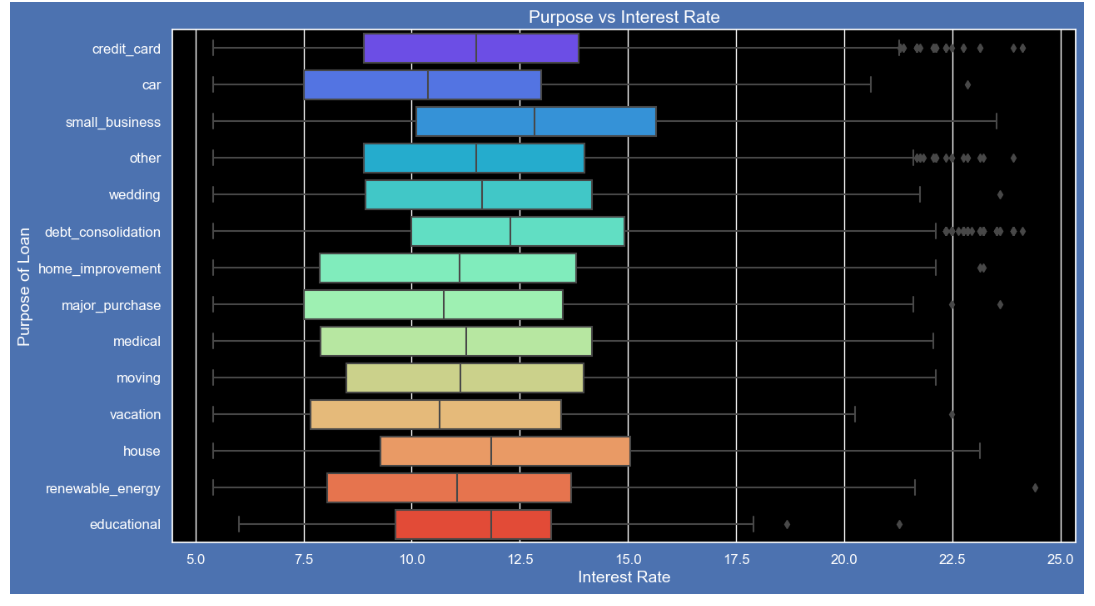 Purpose vs Interest Rate
Purpose of Loan
credit_card
car
small_business
other
wedding
debt_consolidation
home_improvement
major_purchase
medical
moving
vacation
house
renewable_energy
educational
5.0 7.5 10.0 12.5 15.0 17.5 20.0 22.5 25.0
Interest Rate